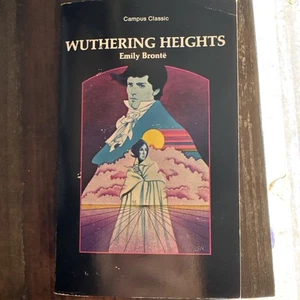 Campus Classic
WUTHERING HEIGHTS
Emily Brontë